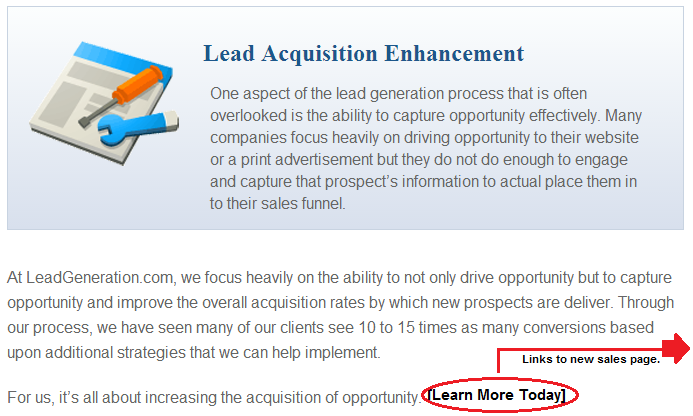 Lead Acquisition Enhancement
One aspect of the lead generation process that is often
overlooked is the ability to capture opportunity effectively. Many
companies focus heavily on driving opportunity to their website
or a print advertisement but they do not do enough to engage
and capture that prospect's information to actual place them in
to their sales funnel.
At LeadGeneration.com, we focus heavily on the ability to not only drive opportunity but to capture
opportunity and improve the overall acquisition rates by which new prospects are deliver. Through
our process, we have seen many of our clients see 10 to 15 times as many conversions based
upon additional strategies that we can help implement.
Links to new sales page.
For us, it's all about increasing the acquisition of opportunity. [Learn More Today]